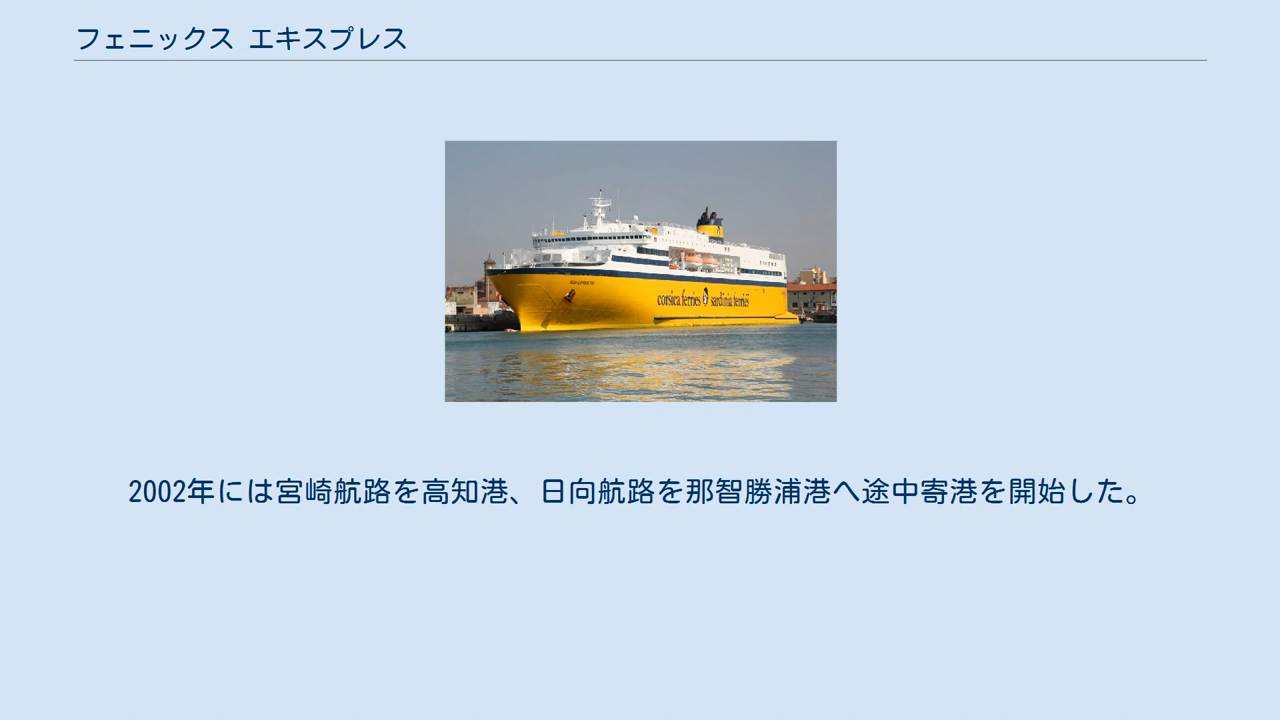 フェニックス エキスプレス
corsica ferries sardinia ferries
2002年には宮崎航路を高知港、日向航路を那智勝浦港へ途中寄港を開始した。